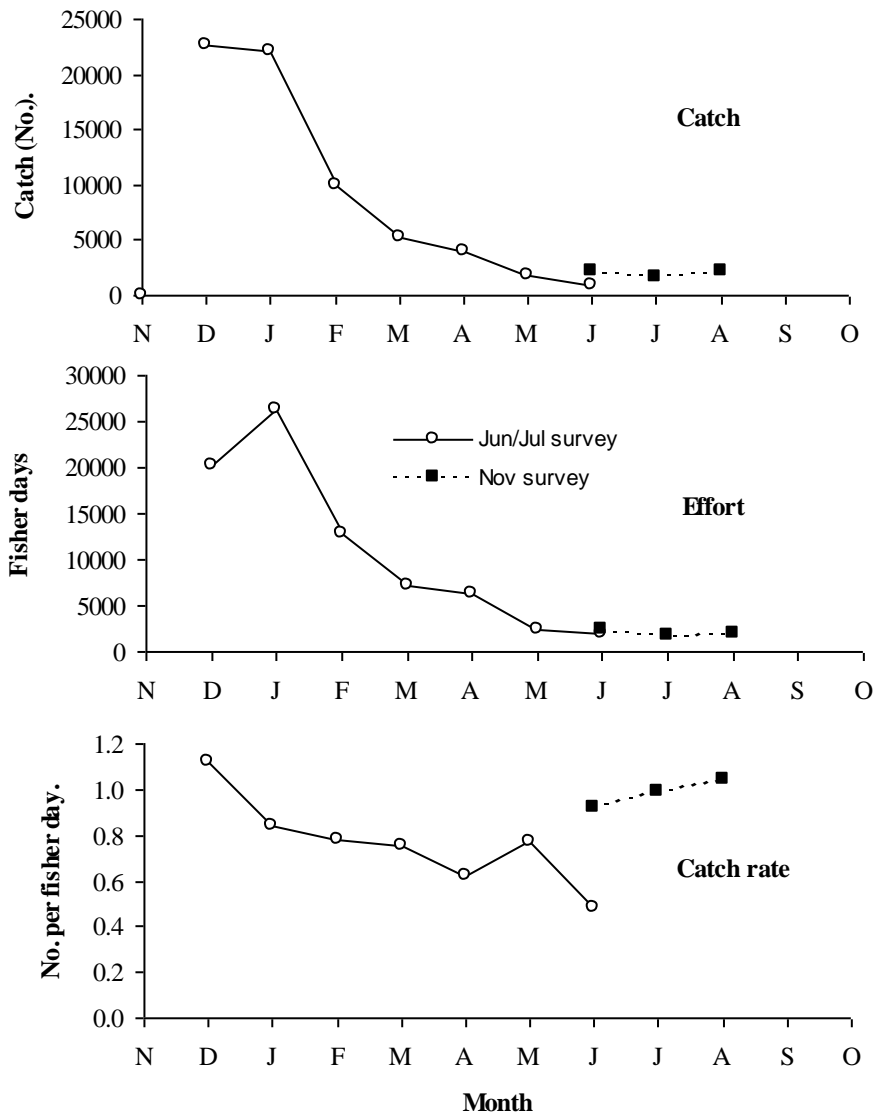 25000
20000
15000
10000
5000
0
Catch (No.).
Catch
N D J F M A M J J A S O
30000
25000
20000
15000
10000
5000
0
Fisher days
Jun/Jul survey
Nov survey
Effort
N D J F M A M J J A S O
1.2
1.0
0.8
0.6
0.4
0.2
0.0
No. per fisher day.
Catch rate
N D J F M A M J J A S O
Month